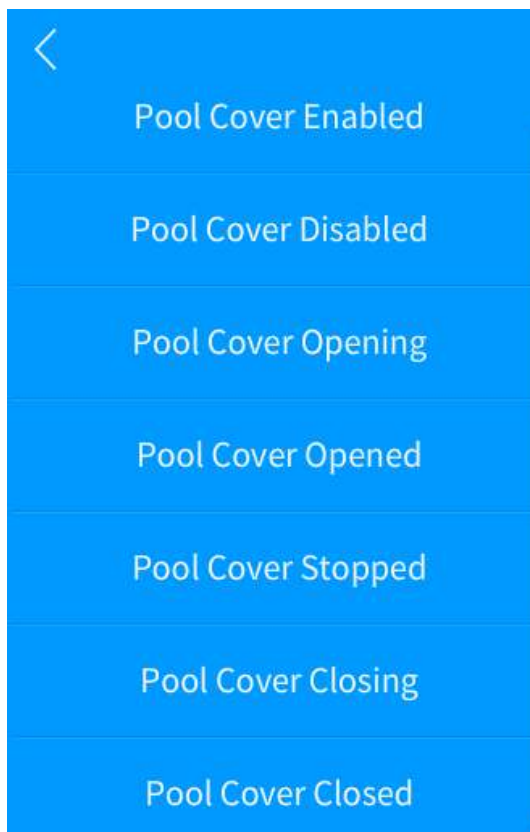 Pool Cover Enabled
Pool Cover Disabled
Pool Cover Opening
Pool Cover Opened
Pool Cover Stopped
Pool Cover Closing
Pool Cover Closed